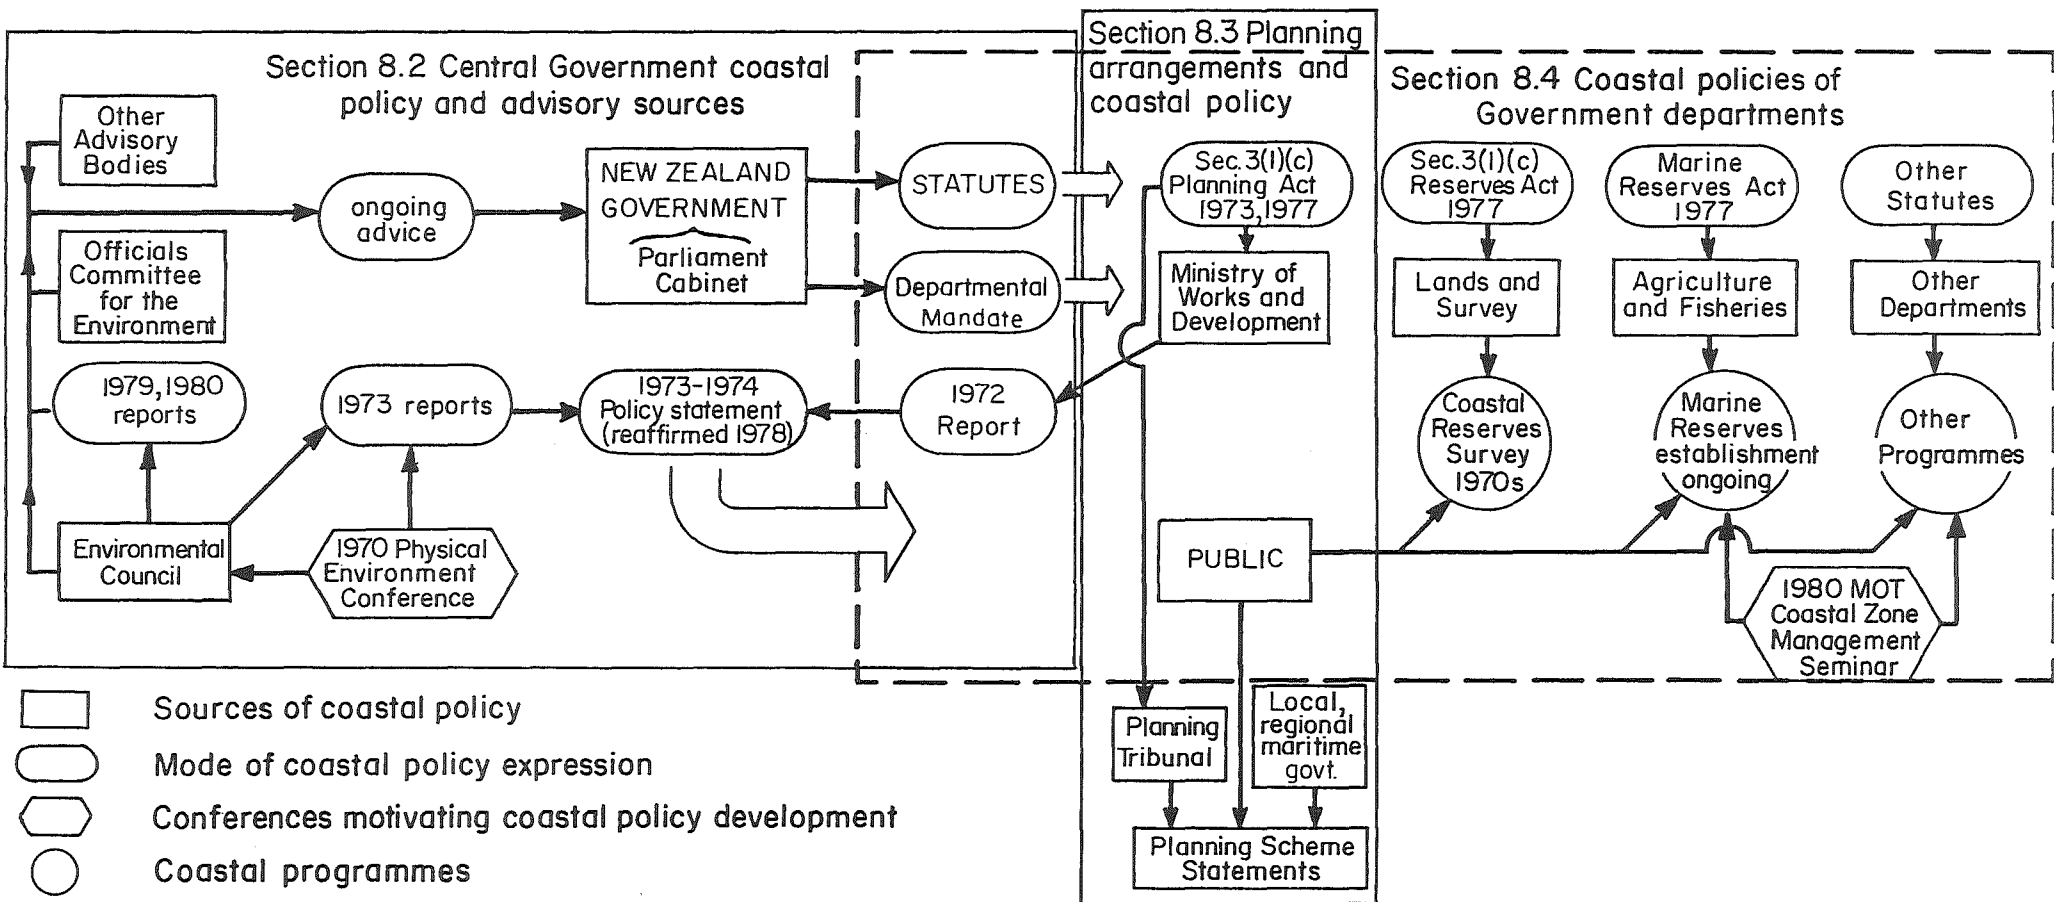 Section 8.2 Central Government coastal
policy and advisory sources
Section 8.3 Planning
arrangements and
coastal policy
Section 8.4 Coastal policies of
Government departments
Other
Advisory
Bodies
ongoing
advice
Officials
Committee
for the
Environment
NEW ZEALAND
GOVERNMENT
Parliament
Cabinet
STATUTES
Departmental
Mandate
1979,1980
reports
1973 reports
1973-1974
Policy statement
(reaffirmed 1978)
1972
Report
Environmental
Council
1970 Physical
Environment
Conference
Sec.3(1)(c)
Planning Act
1973,1977
Ministry of
Works and
Development
PUBLIC
Planning
Tribunal
Local,
regional
maritime
govt.
Planning Scheme
Statements
Sec.3(1)(c)
Reserves Act
1977
Lands and
Survey
Coastal
Reserves
Survey
1970s
Marine
Reserves Act
1977
Agriculture
and Fisheries
Marine
Reserves
establishment
ongoing
Other
Statutes
Other
Departments
Other
Programmes
1980 MOT
Coastal Zone
Management
Seminar
Sources of coastal policy
Mode of coastal policy expression
Conferences motivating coastal policy development
Coastal programmes